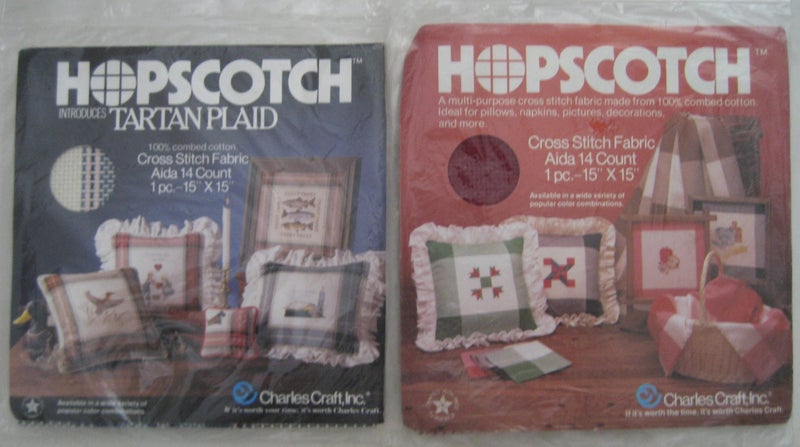 HOPSCOTCH™
INTRODUCES TARTAN PLAID
100% combed cotton
Cross Stitch Fabric
Aida 14 Count
1 pc.–15" X 15"
Available in a wide variety of
popular color combinations.
Charles Craft, Inc.®
If it's worth your time, it's worth Charles Craft.
HOPSCOTCH™
A multi-purpose cross stitch fabric made from 100% combed cotton.
Ideal for pillows, napkins, pictures, decorations,
and more.
Cross Stitch Fabric
Aida 14 Count
1 pc.–15" X 15"
Available in a wide variety of
popular color combinations.
Charles Craft, Inc.®
If it's worth the time, it's worth Charles Craft.